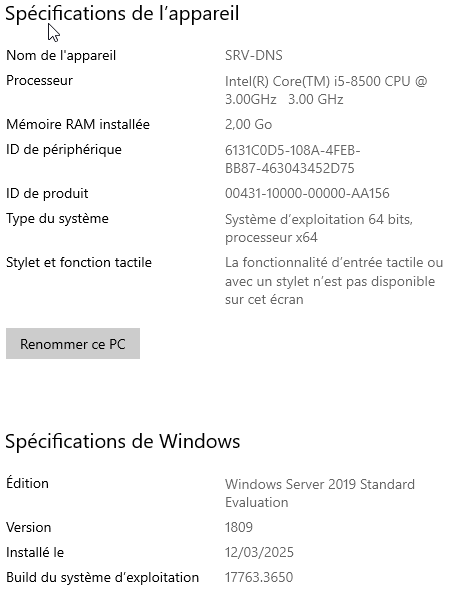 Spécifications de l’appareil
Nom de l'appareil SRV-DNS
Processeur Intel(R) Core(TM) i5-8500 CPU @
3.00GHz 3.00 GHz
Mémoire RAM installée 2,00 Go
ID de périphérique 6131C0D5-108A-4FEB-
BB87-463043452D75
ID de produit 00431-10000-00000-AA156
Type du système Système d’exploitation 64 bits,
processeur x64
Stylet et fonction tactile La fonctionnalité d’entrée tactile ou
avec un stylet n’est pas disponible
sur cet écran
Renommer ce PC
Spécifications de Windows
Édition Windows Server 2019 Standard
Evaluation
Version 1809
Installé le 12/03/2025
Build du système d’exploitation 17763.3650